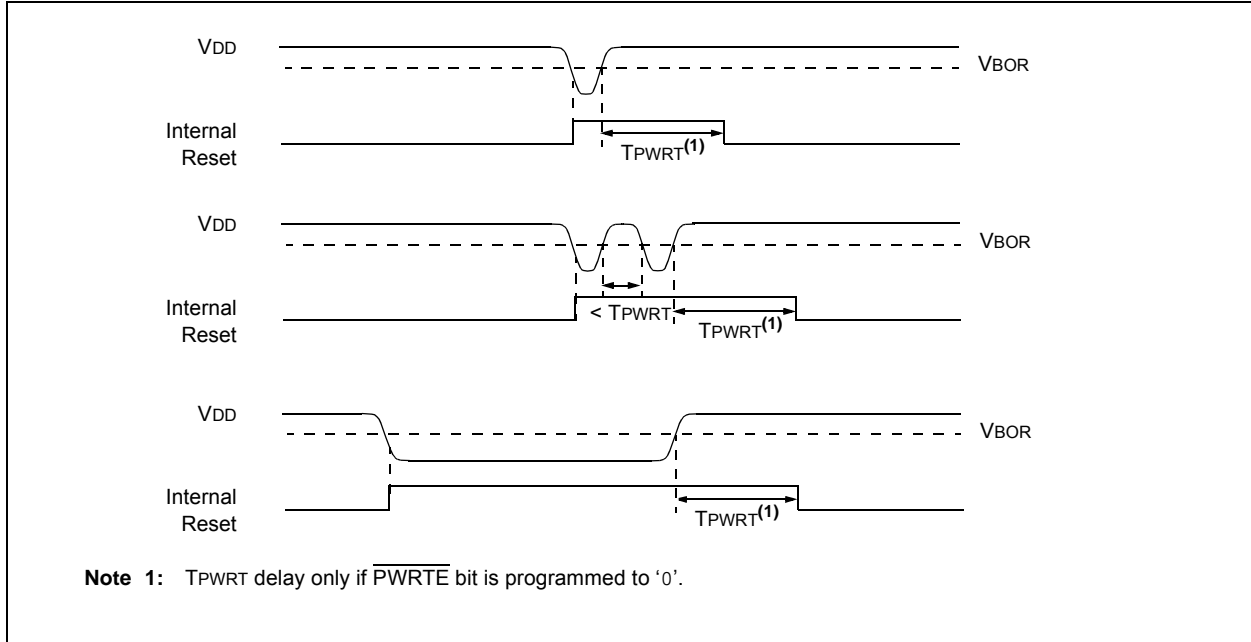 VDD
VBOR
Internal
Reset
TPWRT(1)
VDD
VBOR
Internal
Reset
< TPWRT
TPWRT(1)
VDD
VBOR
Internal
Reset
TPWRT(1)
Note 1: TPWRT delay only if PWRTE bit is programmed to ‘0’.